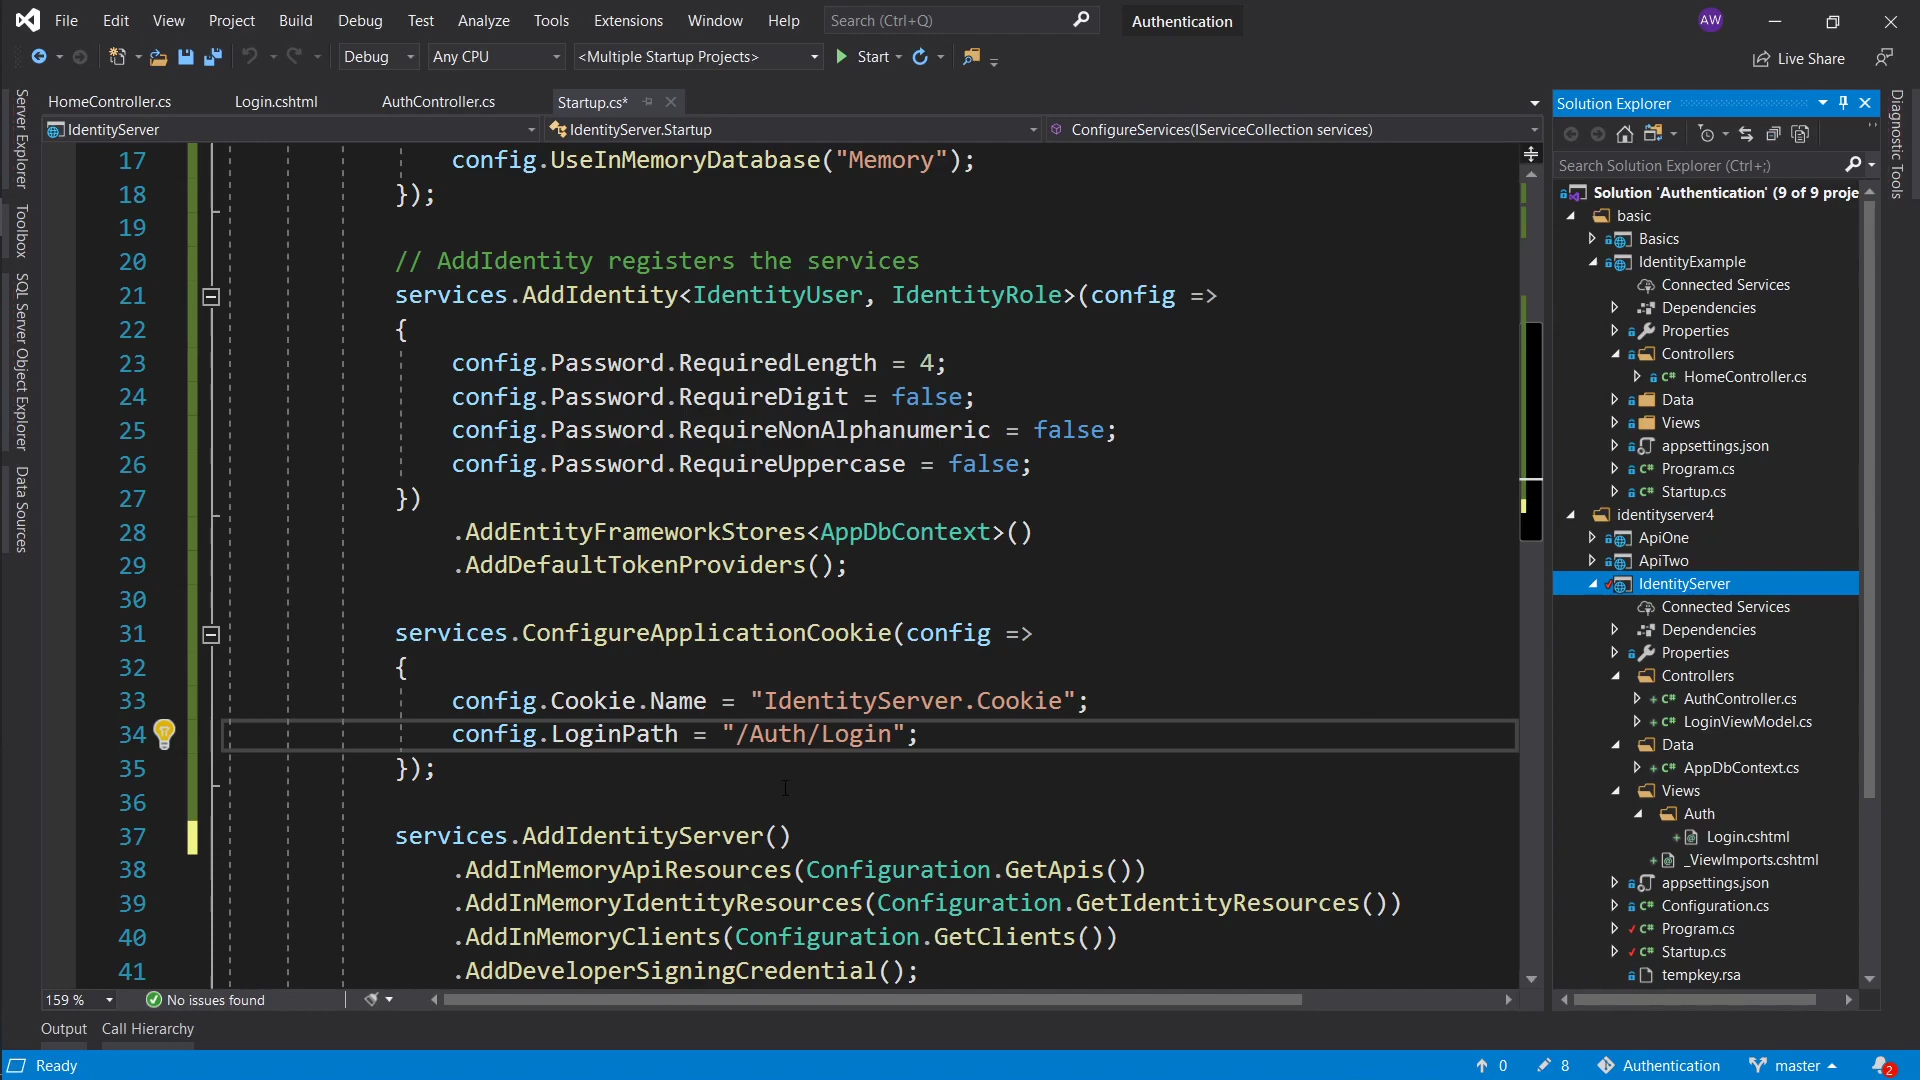 File Edit View Project Build Debug Test Analyze Tools Extensions Window Help Search (Ctrl+Q) Authentication AW
Debug Any CPU <Multiple Startup Projects> Start Live Share
HomeController.cs Login.cshtml AuthController.cs Startup.cs*
IdentityServer IdentityServer.Startup ConfigureServices(IServiceCollection services)
Server Explorer
Toolbox
SQL Server Object Explorer
Data Sources
17 config.UseInMemoryDatabase("Memory");
18 });
19
20 // AddIdentity registers the services
21 services.AddIdentity<IdentityUser, IdentityRole>(config =>
22 {
23 config.Password.RequiredLength = 4;
24 config.Password.RequireDigit = false;
25 config.Password.RequireNonAlphanumeric = false;
26 config.Password.RequireUppercase = false;
27 })
28 .AddEntityFrameworkStores<AppDbContext>()
29 .AddDefaultTokenProviders();
30
31 services.ConfigureApplicationCookie(config =>
32 {
33 config.Cookie.Name = "IdentityServer.Cookie";
34 config.LoginPath = "/Auth/Login";
35 });
36
37 services.AddIdentityServer()
38 .AddInMemoryApiResources(Configuration.GetApis())
39 .AddInMemoryIdentityResources(Configuration.GetIdentityResources())
40 .AddInMemoryClients(Configuration.GetClients())
41 .AddDeveloperSigningCredential();
159 % No issues found
Output Call Hierarchy
Solution Explorer
Search Solution Explorer (Ctrl+;)
Solution 'Authentication' (9 of 9 proje
basic
Basics
IdentityExample
Connected Services
Dependencies
Properties
Controllers
C# HomeController.cs
Data
Views
appsettings.json
C# Program.cs
C# Startup.cs
identityserver4
ApiOne
ApiTwo
IdentityServer
Connected Services
Dependencies
Properties
Controllers
C# AuthController.cs
C# LoginViewModel.cs
Data
C# AppDbContext.cs
Views
Auth
Login.cshtml
_ViewImports.cshtml
appsettings.json
C# Configuration.cs
C# Program.cs
C# Startup.cs
tempkey.rsa
Diagnostic Tools
Ready 0 8 Authentication master 2